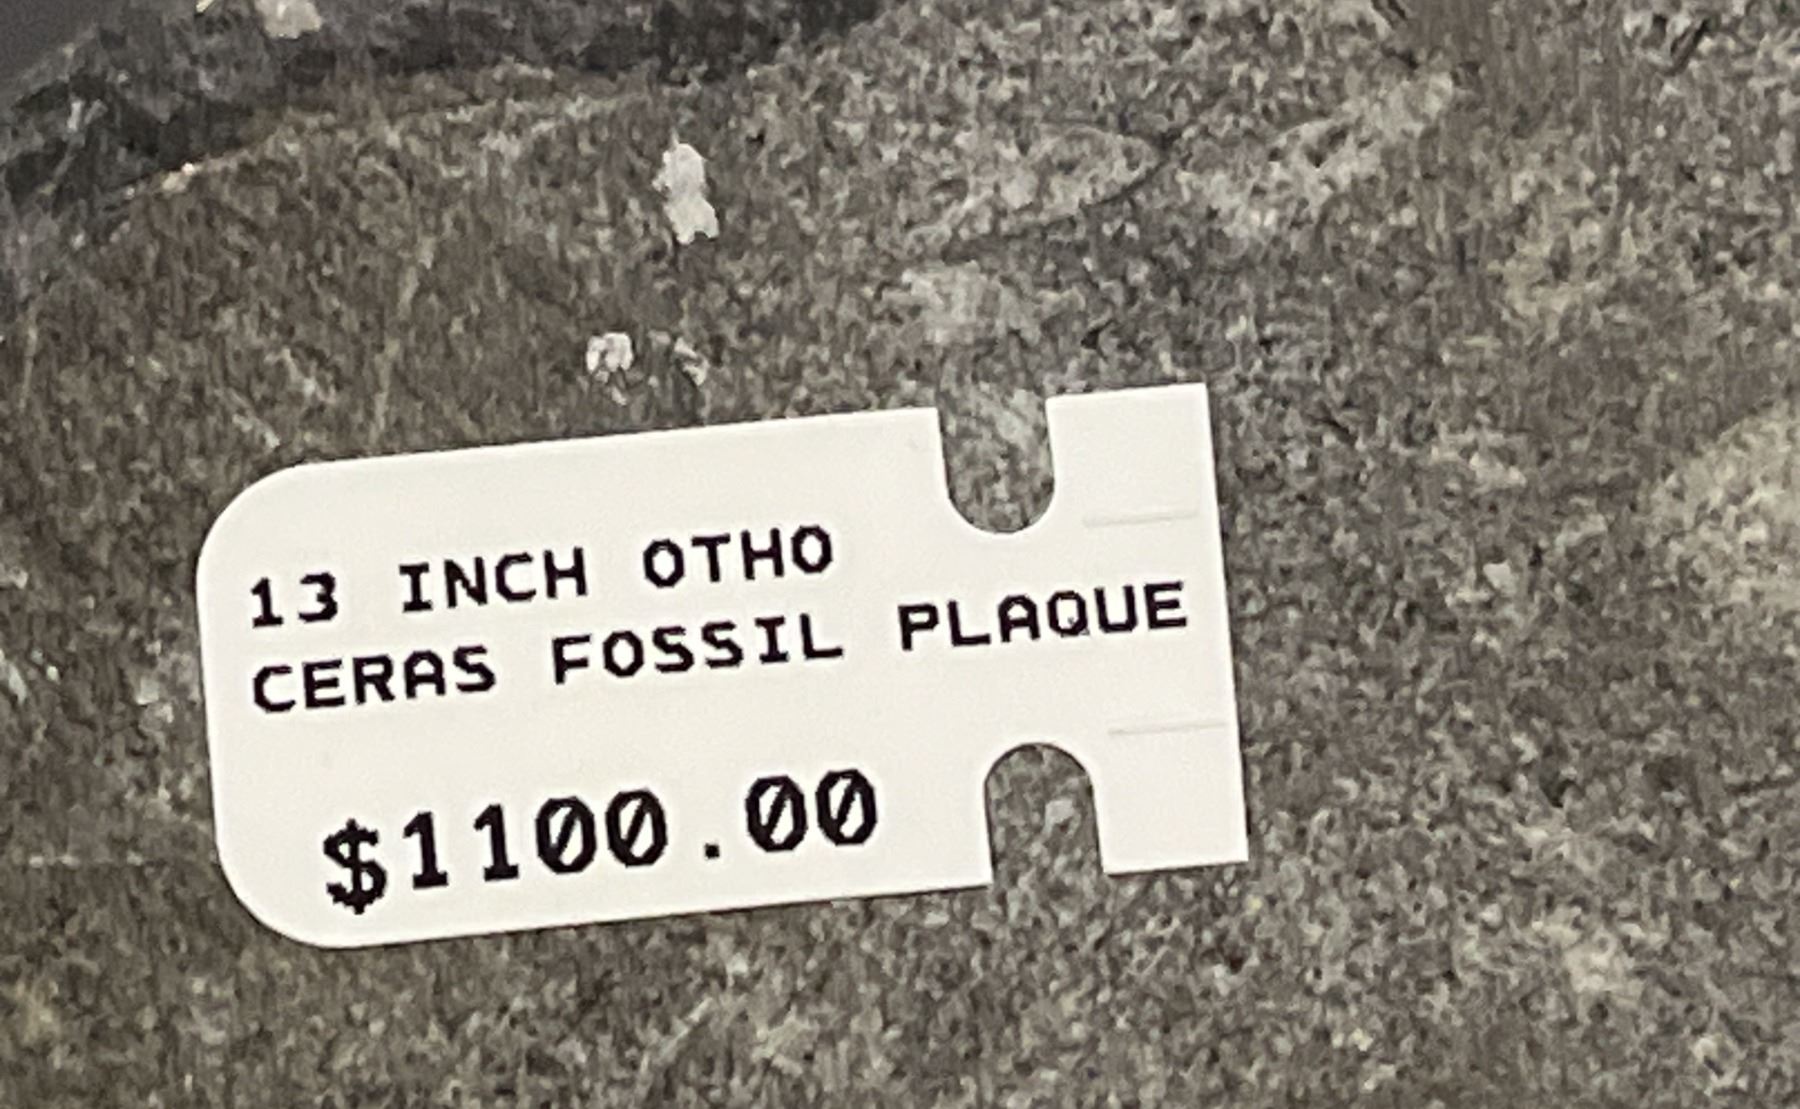 13 INCH OTHO
CERAS FOSSIL PLAQUE
$1100.00